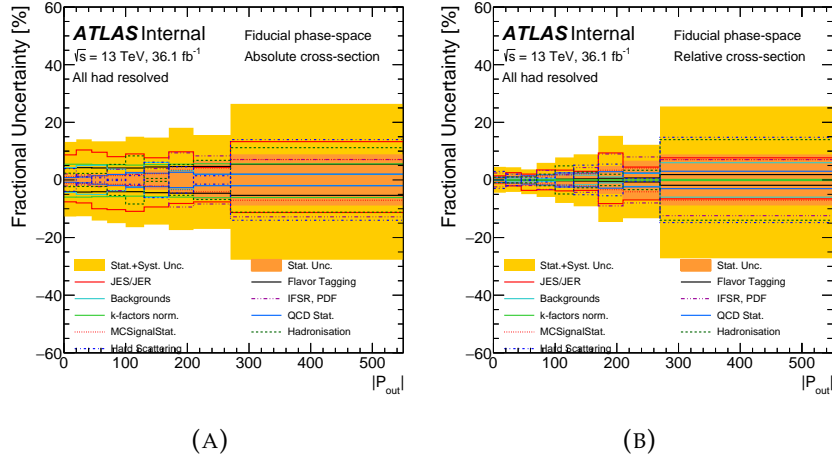 Fractional Uncertainty [%]
60
40
20
0
−20
−40
−60
ATLAS Internal
√s = 13 TeV, 36.1 fb⁻¹
All had resolved
Fiducial phase-space
Absolute cross-section
Stat.+Syst. Unc.
Stat. Unc.
JES/JER
Flavor Tagging
Backgrounds
IFSR, PDF
k-factors norm.
QCD Stat.
MCSignalStat.
Hadronisation
Hard Scattering
0 100 200 300 400 500
|P_out|
(A)
Fractional Uncertainty [%]
60
40
20
0
−20
−40
−60
ATLAS Internal
√s = 13 TeV, 36.1 fb⁻¹
All had resolved
Fiducial phase-space
Relative cross-section
Stat.+Syst. Unc.
Stat. Unc.
JES/JER
Flavor Tagging
Backgrounds
IFSR, PDF
k-factors norm.
QCD Stat.
MCSignalStat.
Hadronisation
Hard Scattering
0 100 200 300 400 500
|P_out|
(B)